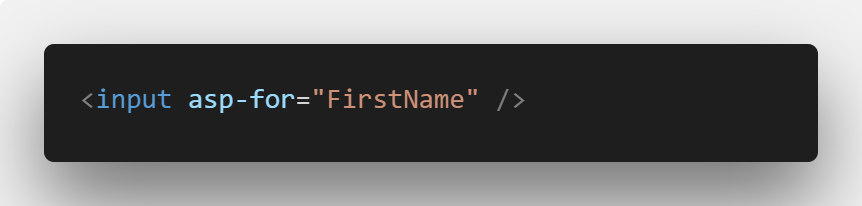 <input asp-for="FirstName" />